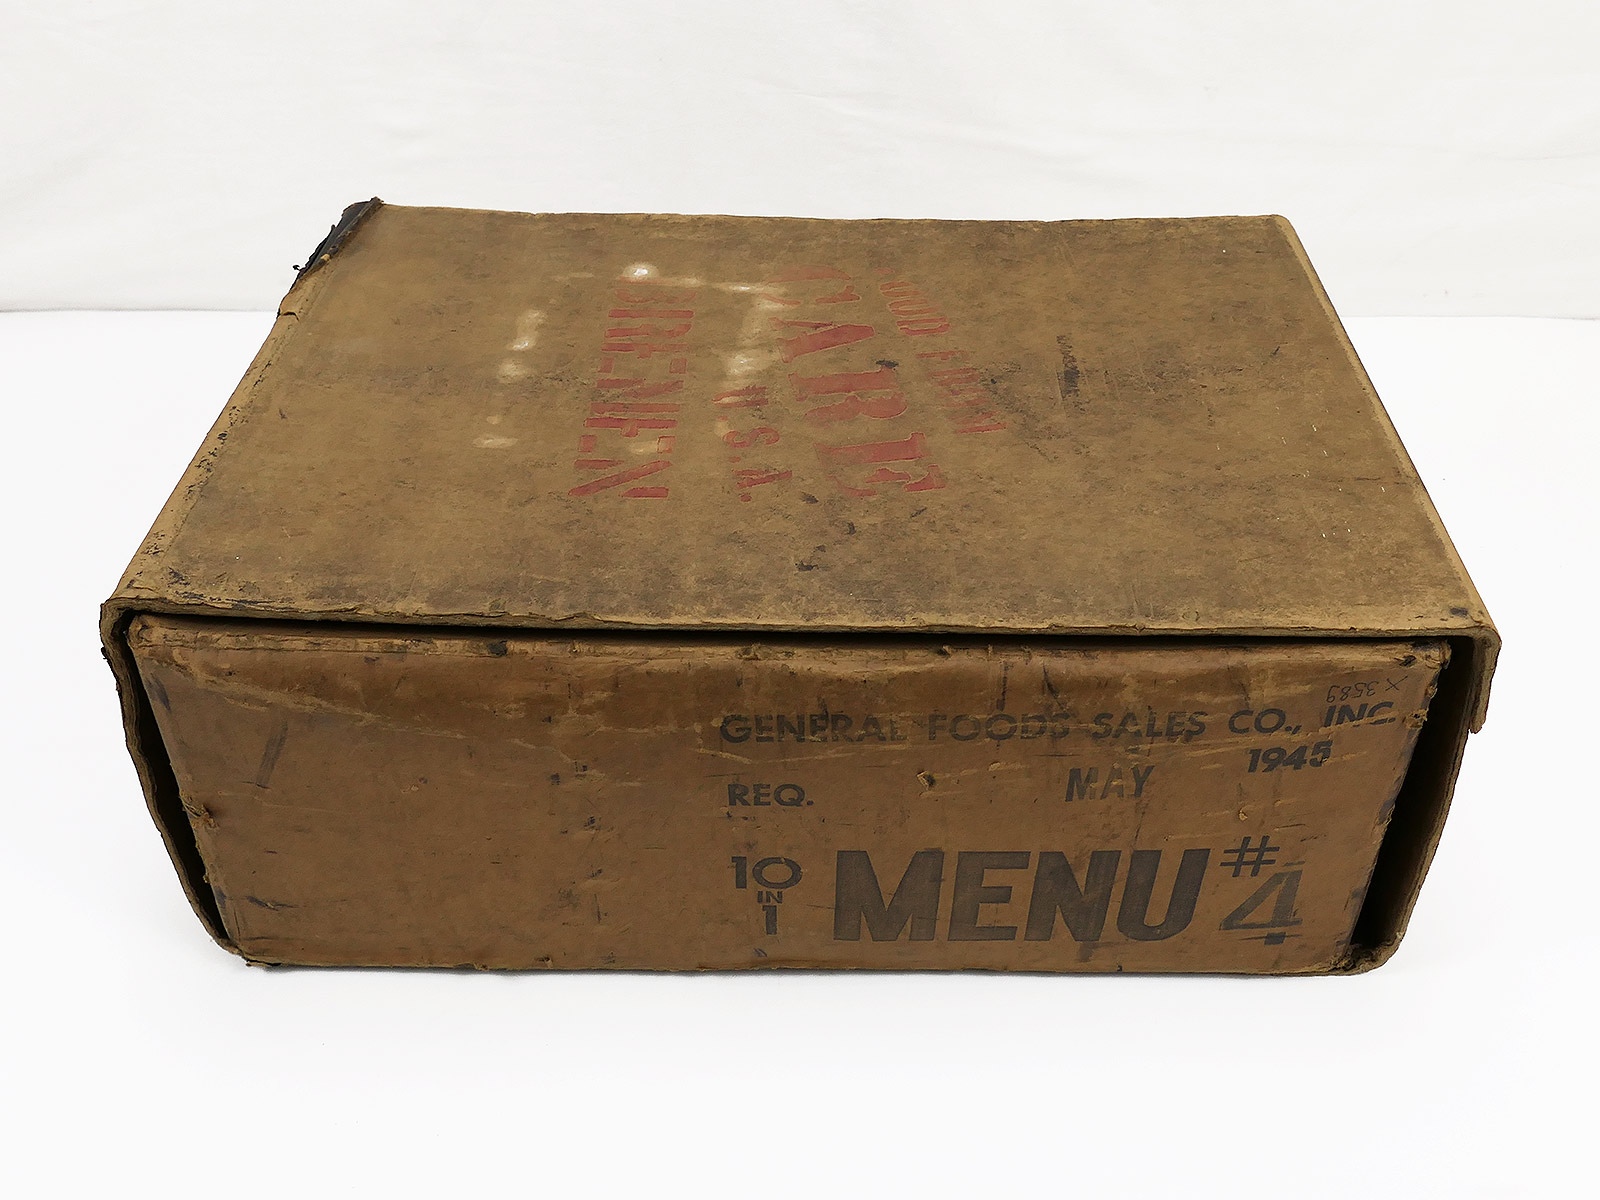 FOOD FROM
CARE
U.S.A.
BREMEN
X 3589
GENERAL FOODS SALES CO., INC.
1945
REQ. MAY
10 IN 1 MENU #4